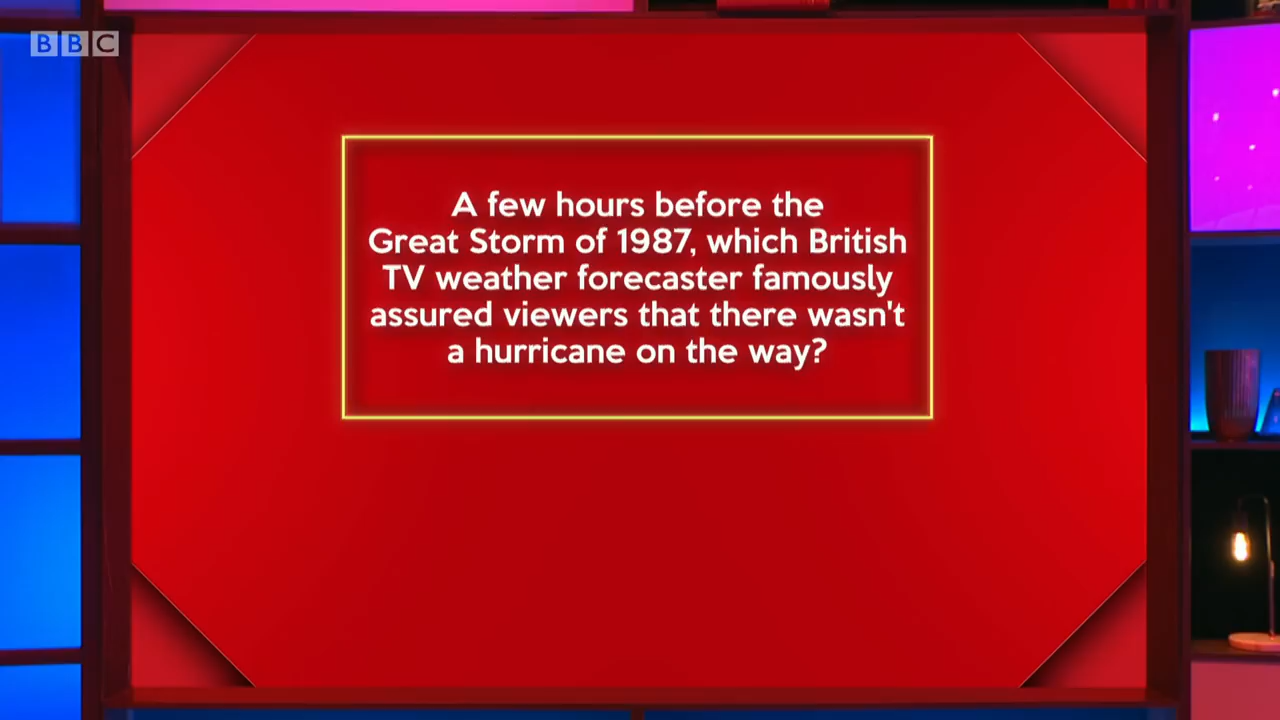 BBC
A few hours before the
Great Storm of 1987, which British
TV weather forecaster famously
assured viewers that there wasn't
a hurricane on the way?